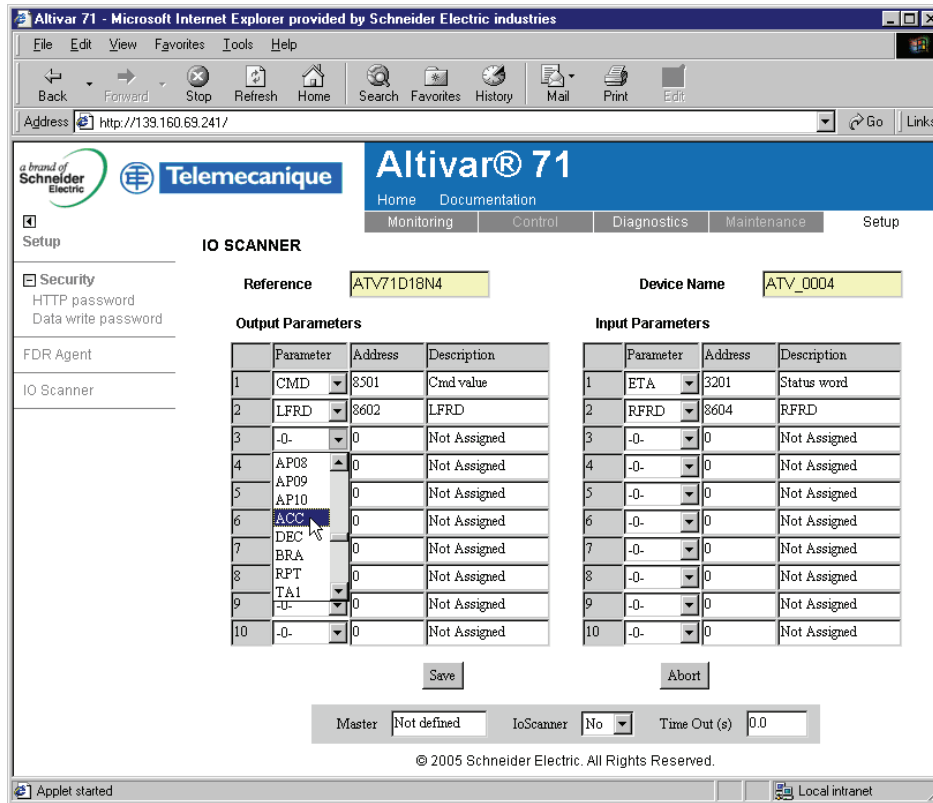 Altivar 71 - Microsoft Internet Explorer provided by Schneider Electric industries
File Edit View Favorites Tools Help
Back Forward Stop Refresh Home Search Favorites History Mail Print Edit
Address http://139.160.69.241/ Go Links
a brand of
Schneider
Electric
Telemecanique
Altivar® 71
Home Documentation
Monitoring Control Diagnostics Maintenance Setup
Setup
IO SCANNER
Security
HTTP password
Data write password
FDR Agent
IO Scanner
Reference ATV71D18N4 Device Name ATV_0004
Output Parameters Input Parameters
Parameter Address Description Parameter Address Description
1 CMD 8501 Cmd value 1 ETA 3201 Status word
2 LFRD 8602 LFRD 2 RFRD 8604 RFRD
3 -0- 0 Not Assigned 3 -0- 0 Not Assigned
4 AP08 0 Not Assigned 4 -0- 0 Not Assigned
AP09
5 AP10 0 Not Assigned 5 -0- 0 Not Assigned
6 ACC 0 Not Assigned 6 -0- 0 Not Assigned
DEC
7 BRA 0 Not Assigned 7 -0- 0 Not Assigned
8 RPT 0 Not Assigned 8 -0- 0 Not Assigned
TA1
9 -0- 0 Not Assigned 9 -0- 0 Not Assigned
10 -0- 0 Not Assigned 10 -0- 0 Not Assigned
Save Abort
Master Not defined IoScanner No Time Out (s) 0.0
© 2005 Schneider Electric. All Rights Reserved.
Applet started Local intranet